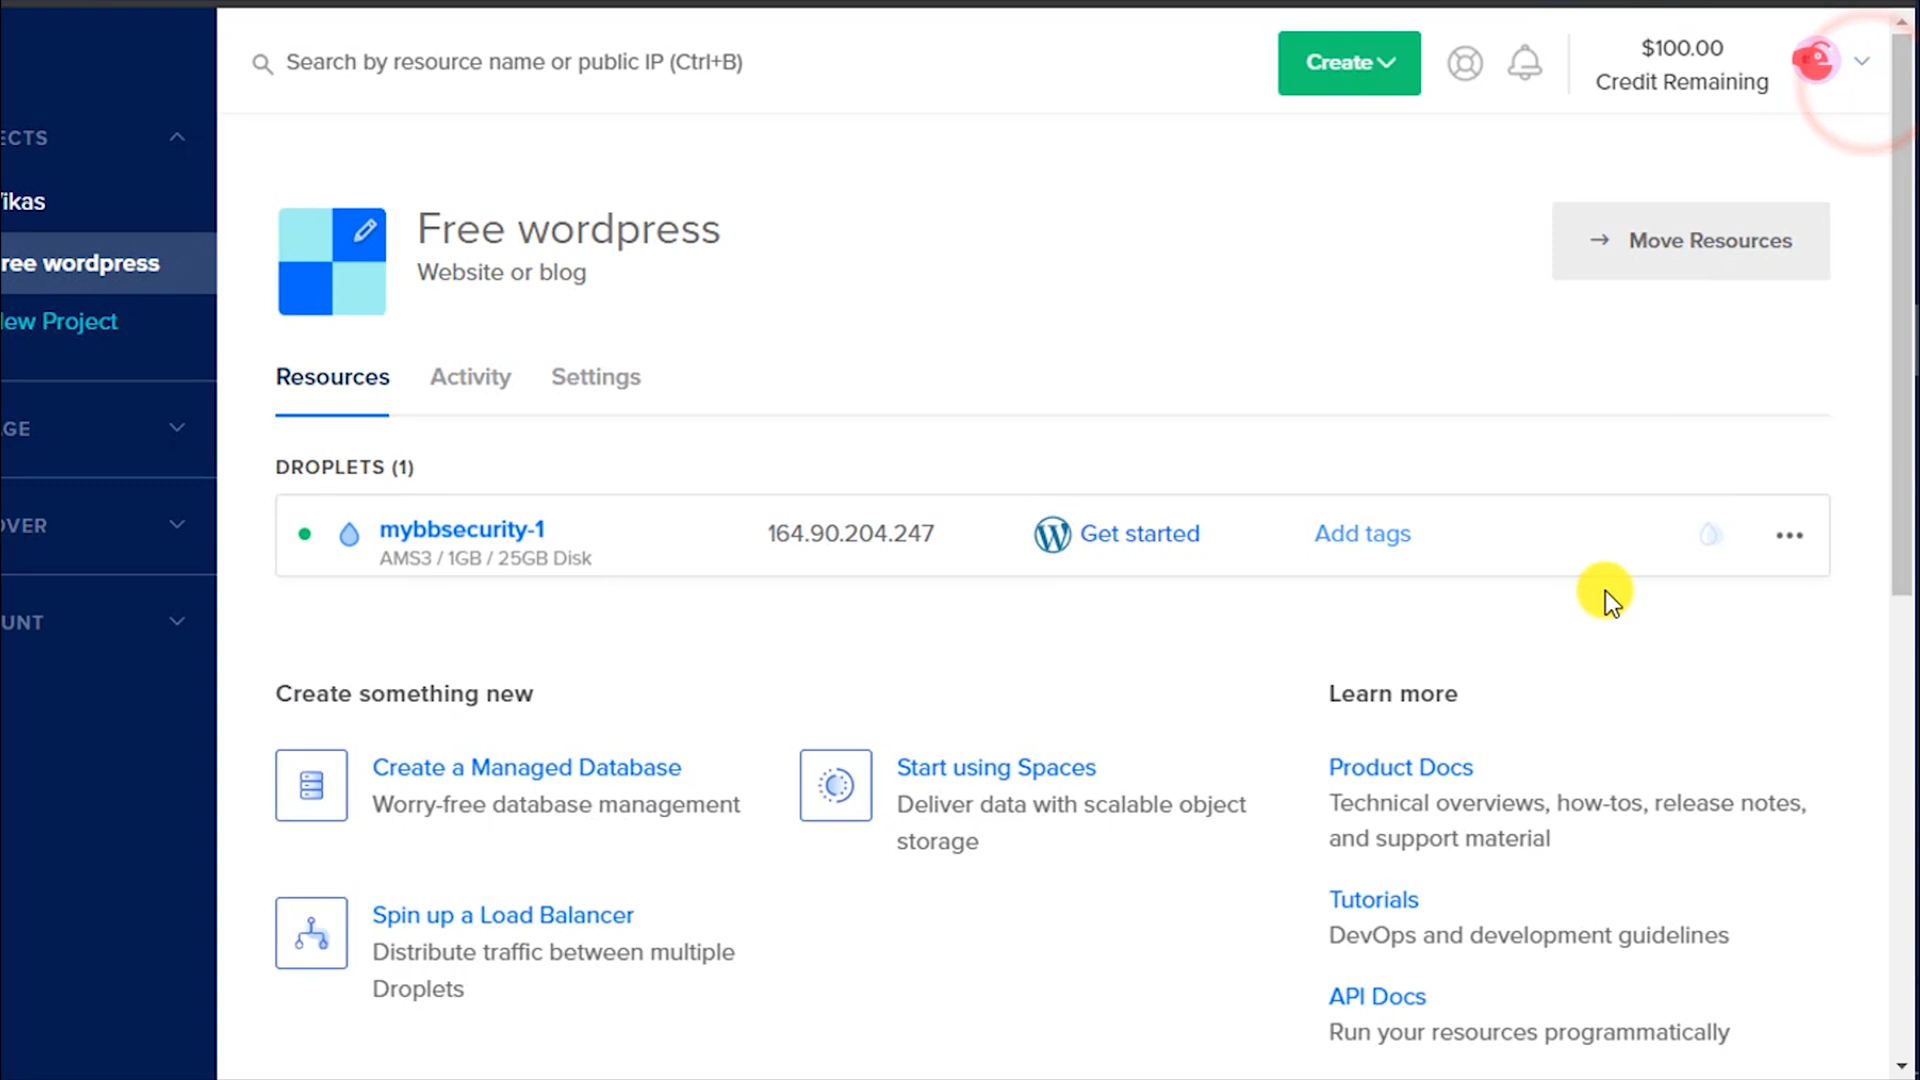 Search by resource name or public IP (Ctrl+B)
Create
$100.00
Credit Remaining
ECTS
ikas
ree wordpress
ew Project
GE
OVER
UNT
Free wordpress
Website or blog
→ Move Resources
Resources
Activity
Settings
DROPLETS (1)
mybbsecurity-1
AMS3 / 1GB / 25GB Disk
164.90.204.247
Get started
Add tags
Create something new
Create a Managed Database
Worry-free database management
Start using Spaces
Deliver data with scalable object
storage
Spin up a Load Balancer
Distribute traffic between multiple
Droplets
Learn more
Product Docs
Technical overviews, how-tos, release notes,
and support material
Tutorials
DevOps and development guidelines
API Docs
Run your resources programmatically